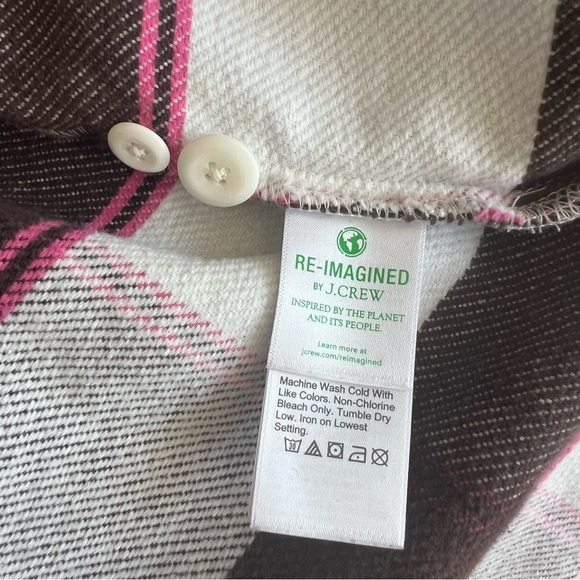 RE-IMAGINED
BY J.CREW
INSPIRED BY THE PLANET
AND ITS PEOPLE.
Learn more at
jcrew.com/reimagined
Machine Wash Cold With
Like Colors. Non-Chlorine
Bleach Only. Tumble Dry
Low. Iron on Lowest
Setting.
30